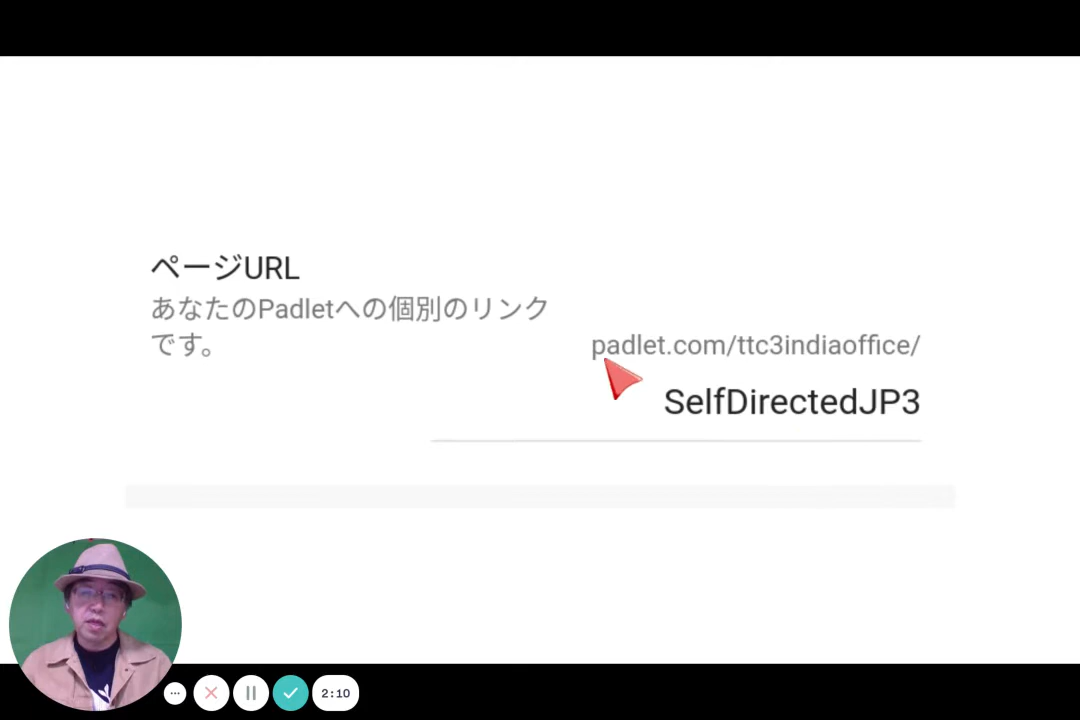 ページURL
あなたのPadletへの個別のリンク
です。
padlet.com/ttc3indiaoffice/
SelfDirectedJP3
2:10